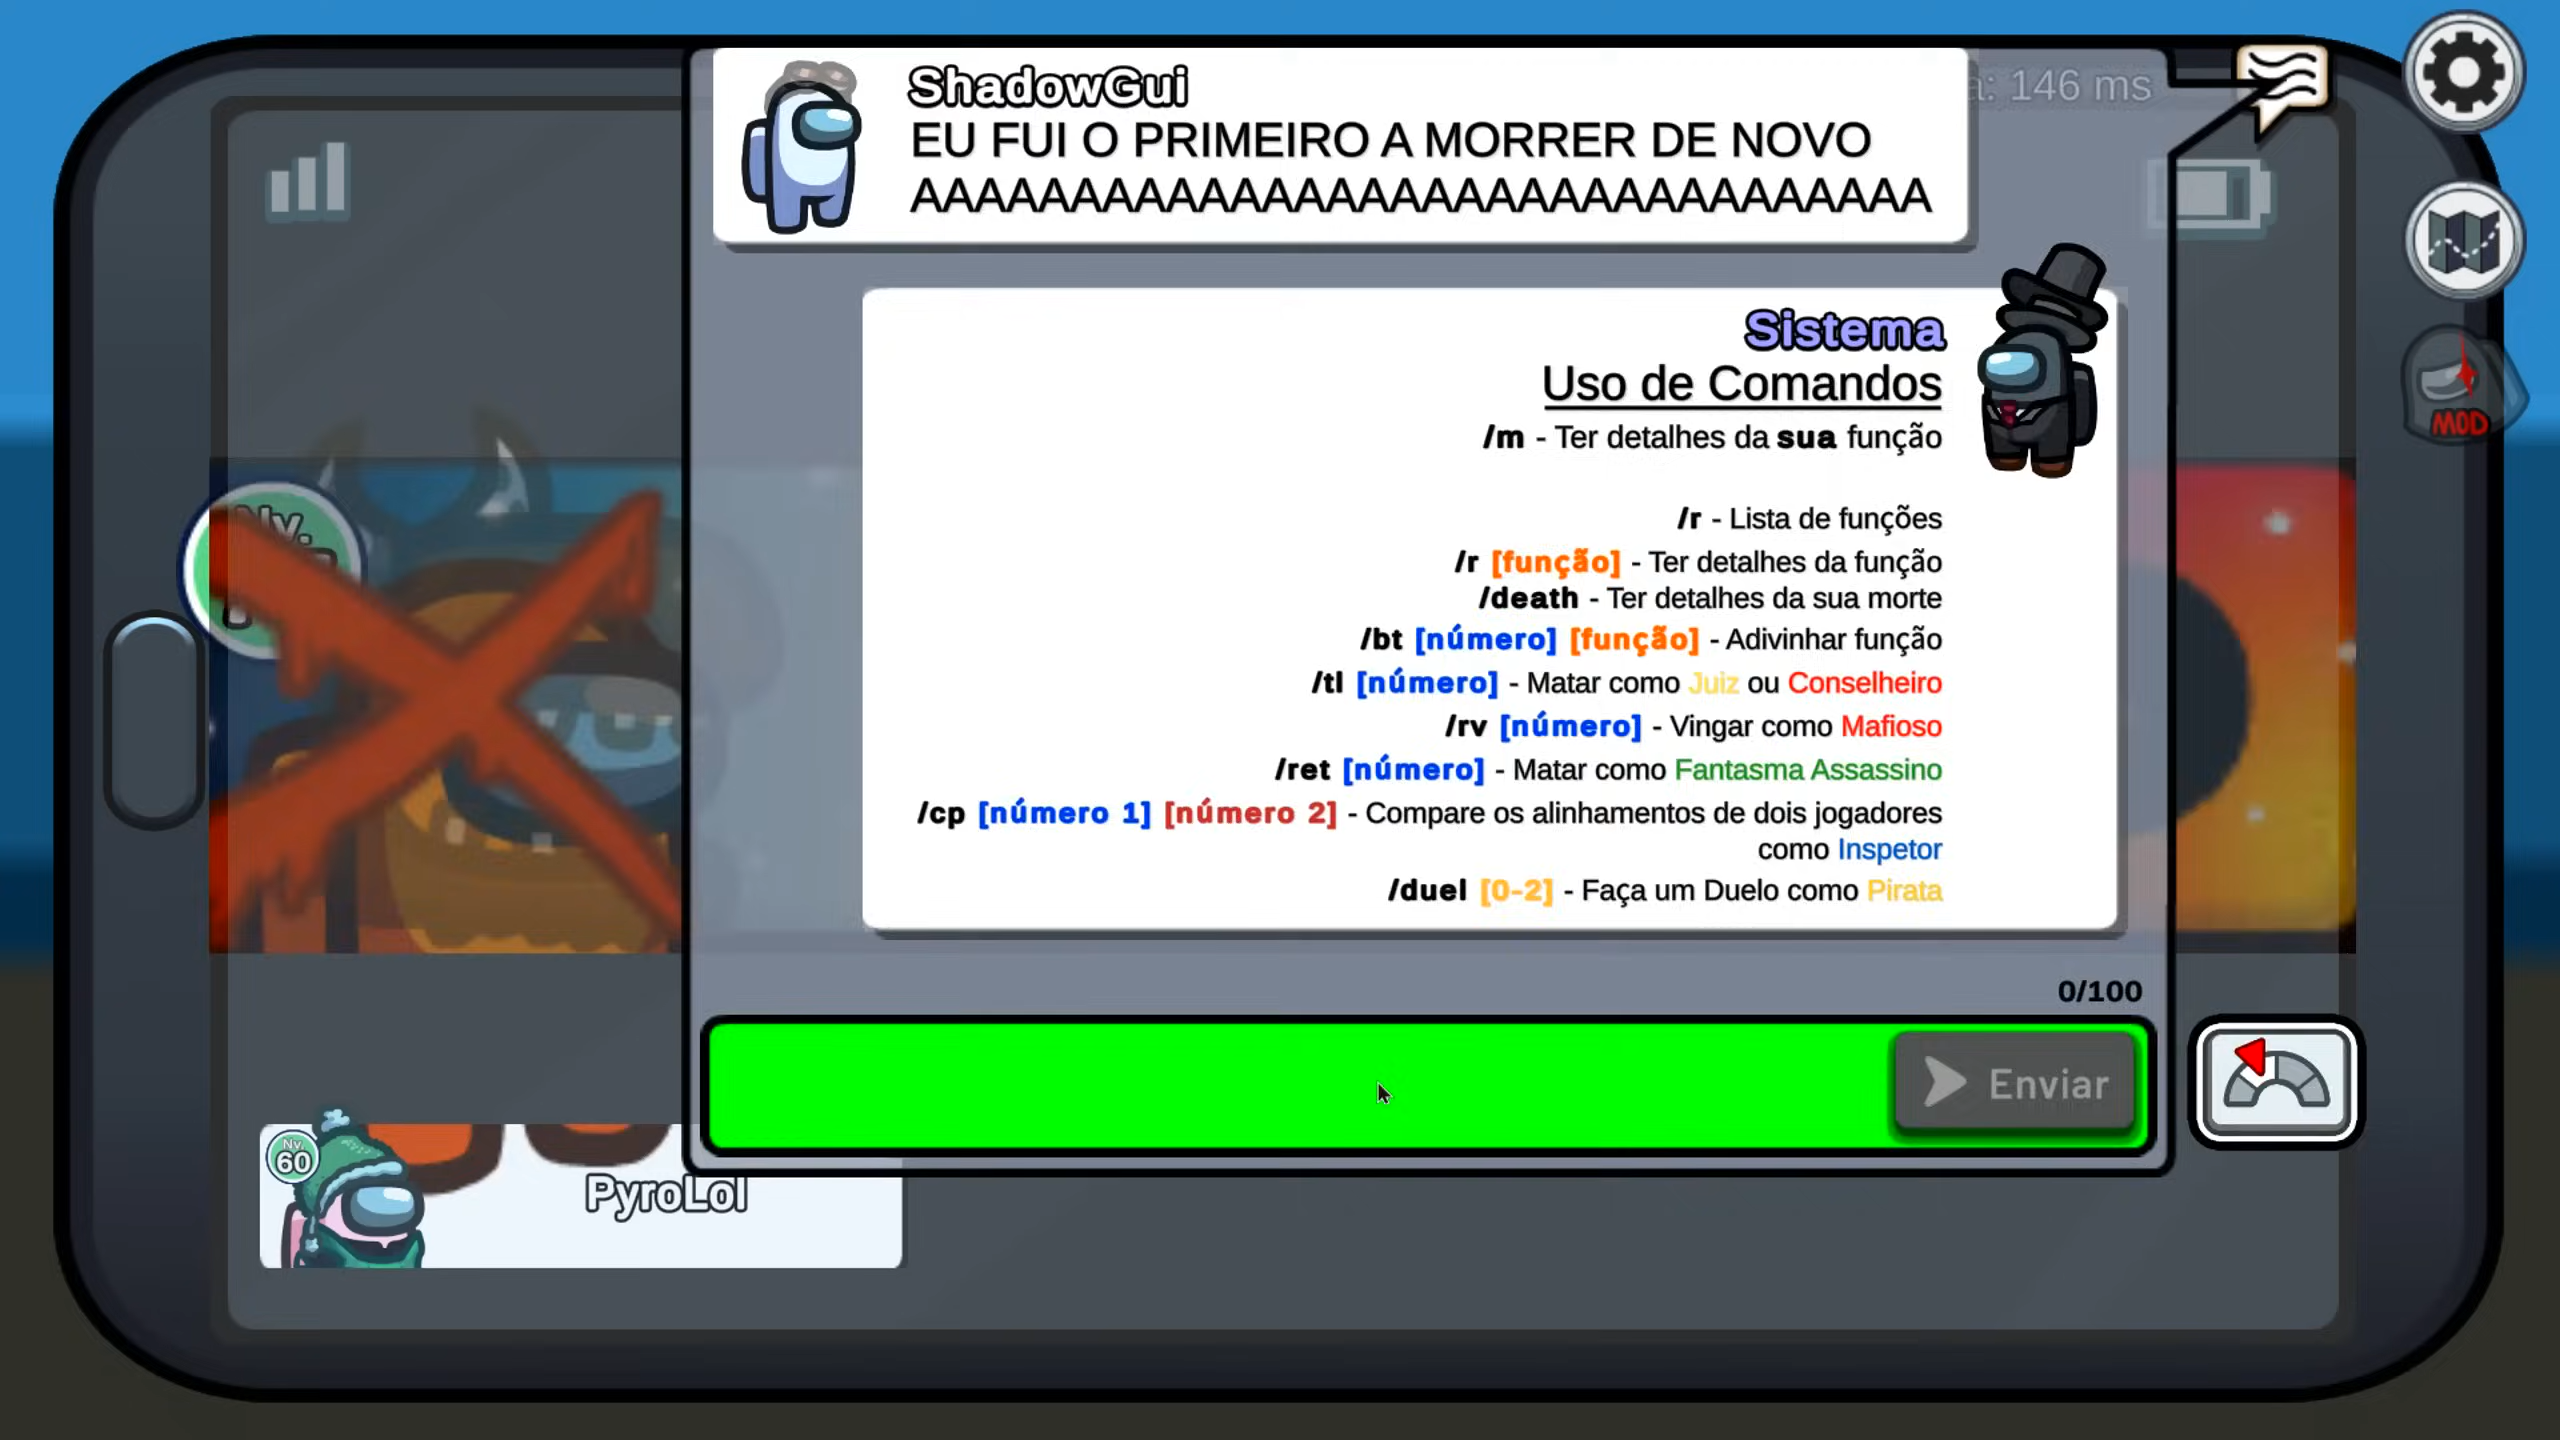 ShadowGui
a: 146 ms
EU FUI O PRIMEIRO A MORRER DE NOVO
AAAAAAAAAAAAAAAAAAAAAAAAAAAAAAAA
Sistema
Uso de Comandos
/m - Ter detalhes da sua função
/r - Lista de funções
/r [função] - Ter detalhes da função
/death - Ter detalhes da sua morte
/bt [número] [função] - Adivinhar função
/tl [número] - Matar como Juiz ou Conselheiro
/rv [número] - Vingar como Mafioso
/ret [número] - Matar como Fantasma Assassino
/cp [número 1] [número 2] - Compare os alinhamentos de dois jogadores
como Inspetor
/duel [0-2] - Faça um Duelo como Pirata
MOD
Nv.
0/100
Enviar
Nv.
60
PyroLol